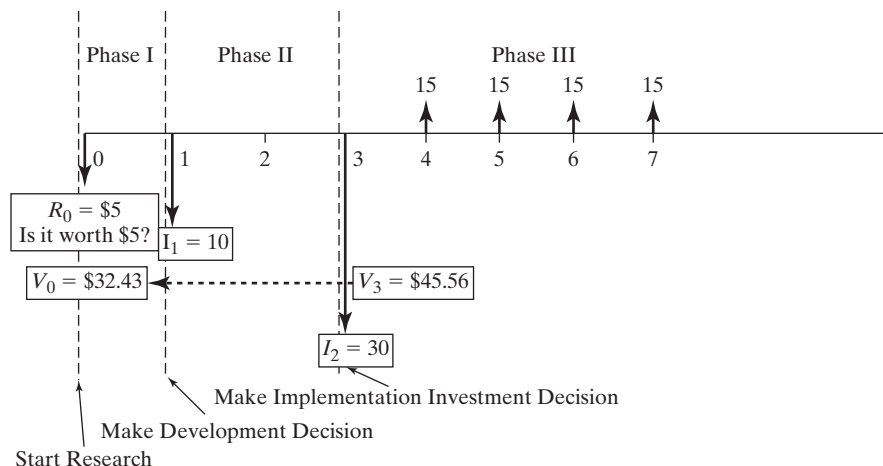 Phase I
Phase II
Phase III
15 15 15 15
0 1 2 3 4 5 6 7
R₀ = $5
Is it worth $5?
I₁ = 10
V₀ = $32.43
V₃ = $45.56
I₂ = 30
Make Implementation Investment Decision
Make Development Decision
Start Research